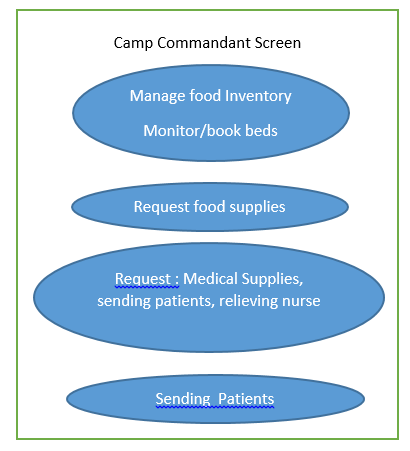 Camp Commandant Screen
Manage food Inventory
Monitor/book beds
Request food supplies
Request : Medical Supplies,
sending patients, relieving nurse
Sending  Patients